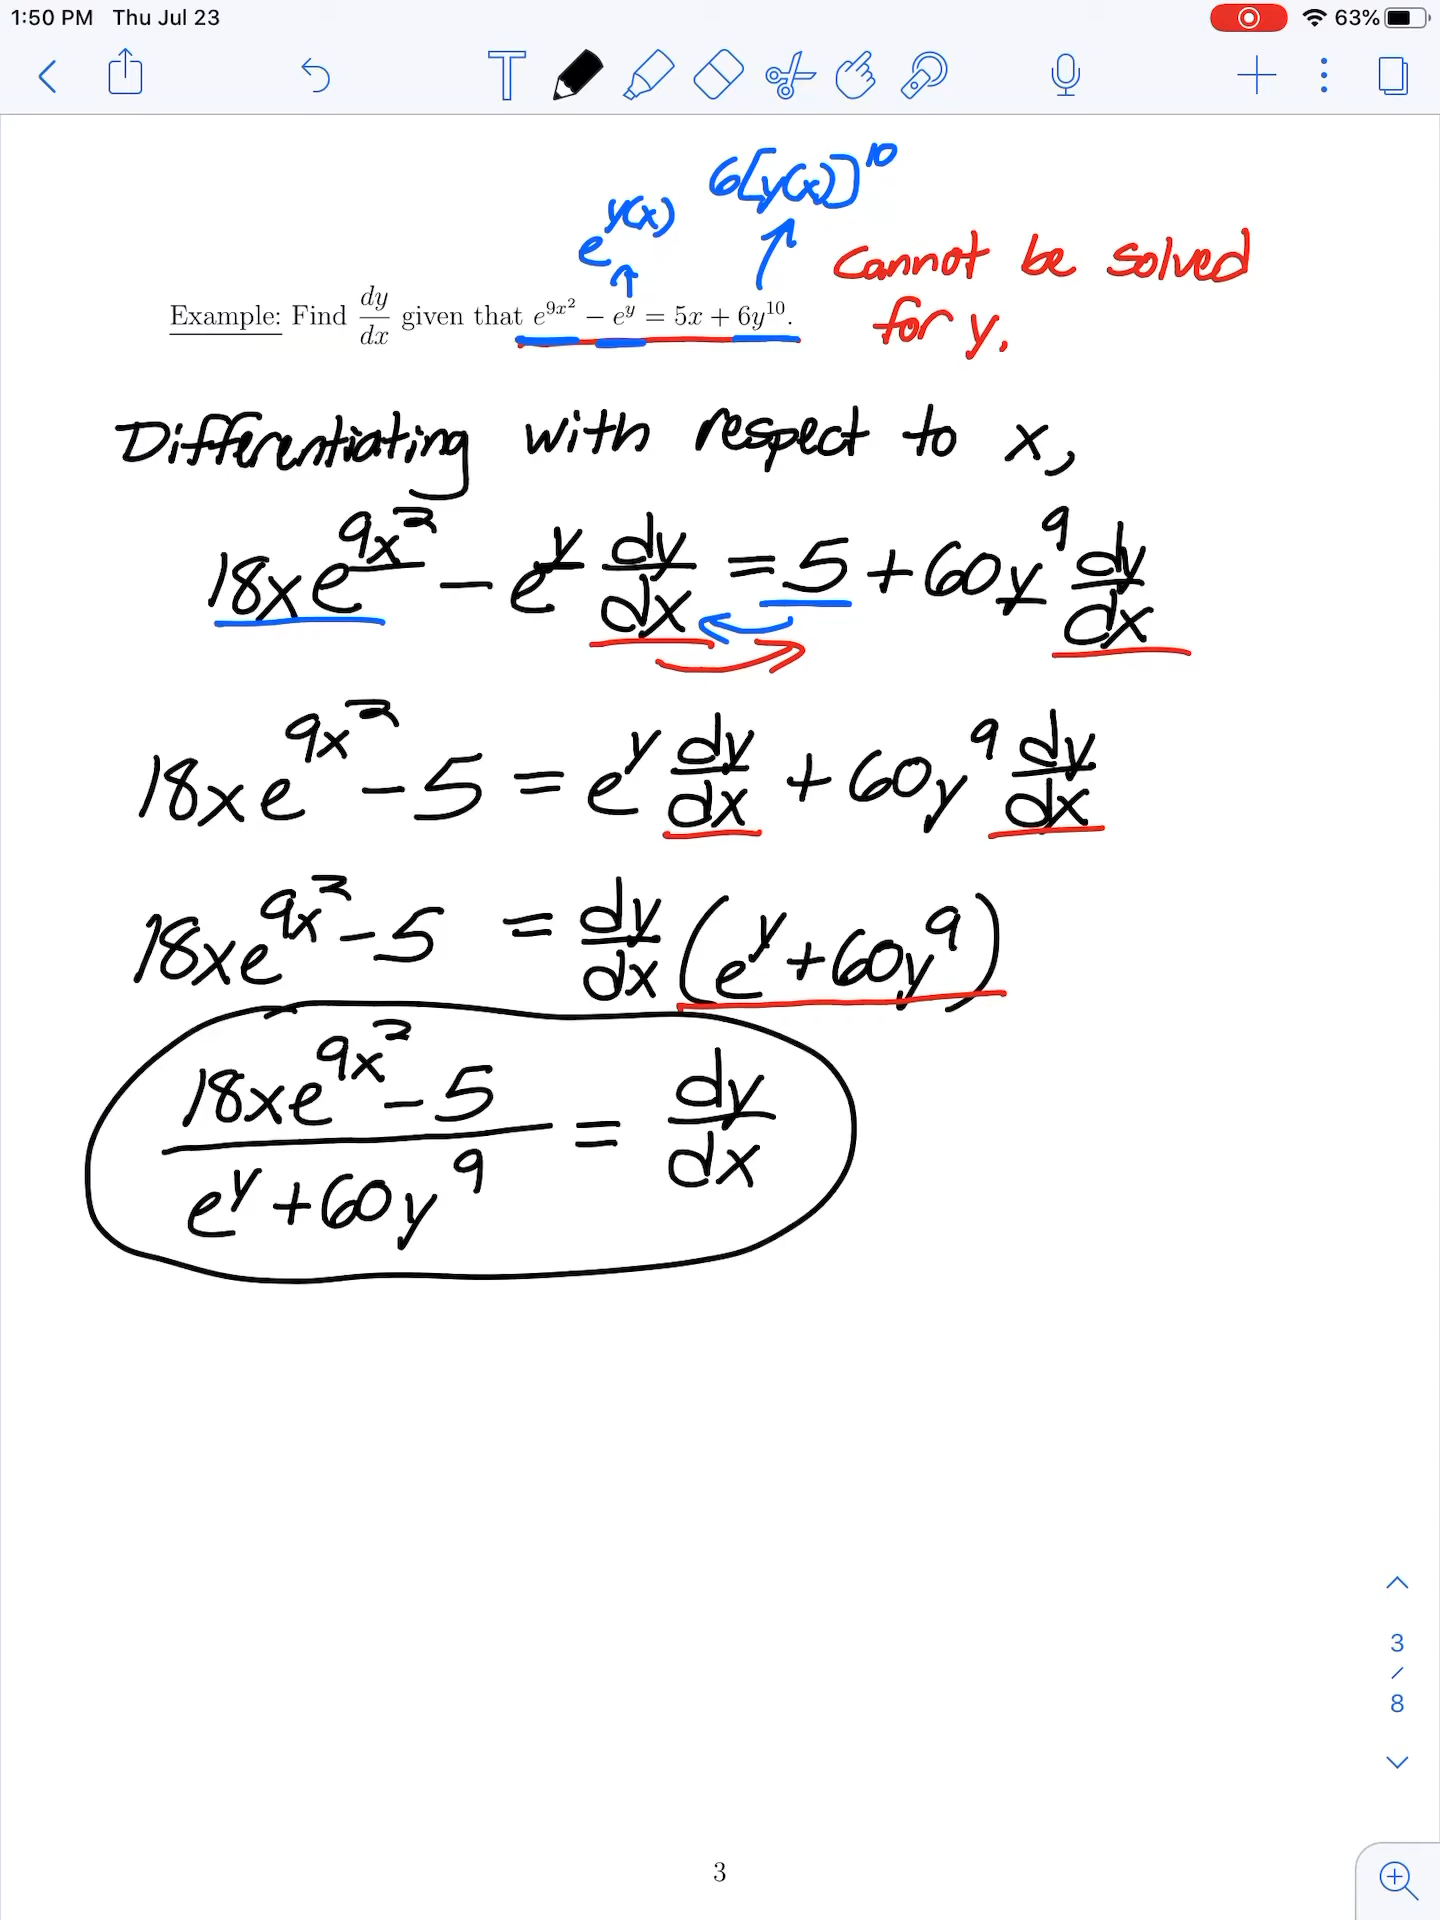 1:50 PM Thu Jul 23 63%
6[y(x)]^10
e^y(x)
cannot be solved
for y.
Example: Find dy/dx given that e^{9x^2} − e^y = 5x + 6y^{10}.
Differentiating with respect to x,
18xe^{9x^2} − e^y dy/dx = 5 + 60y^9 dy/dx
18xe^{9x^2} − 5 = e^y dy/dx + 60y^9 dy/dx
18xe^{9x^2} − 5 = dy/dx (e^y + 60y^9)
(18xe^{9x^2} − 5)/(e^y + 60y^9) = dy/dx
3
/
8
3